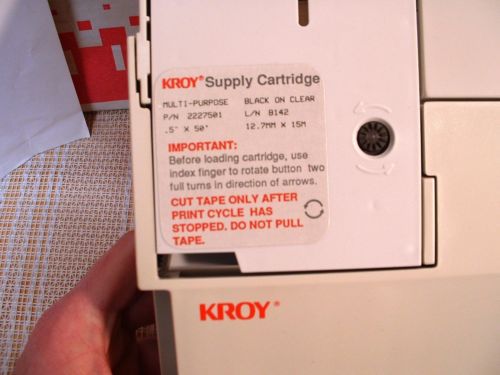 KROY® Supply Cartridge
MULTI-PURPOSE BLACK ON CLEAR
P/N 2227501 L/N B142
.5" X 50' 12.7MM X 15M
IMPORTANT:
Before loading cartridge, use
index finger to rotate button two
full turns in direction of arrows.
CUT TAPE ONLY AFTER
PRINT CYCLE HAS
STOPPED. DO NOT PULL
TAPE.
KROY®